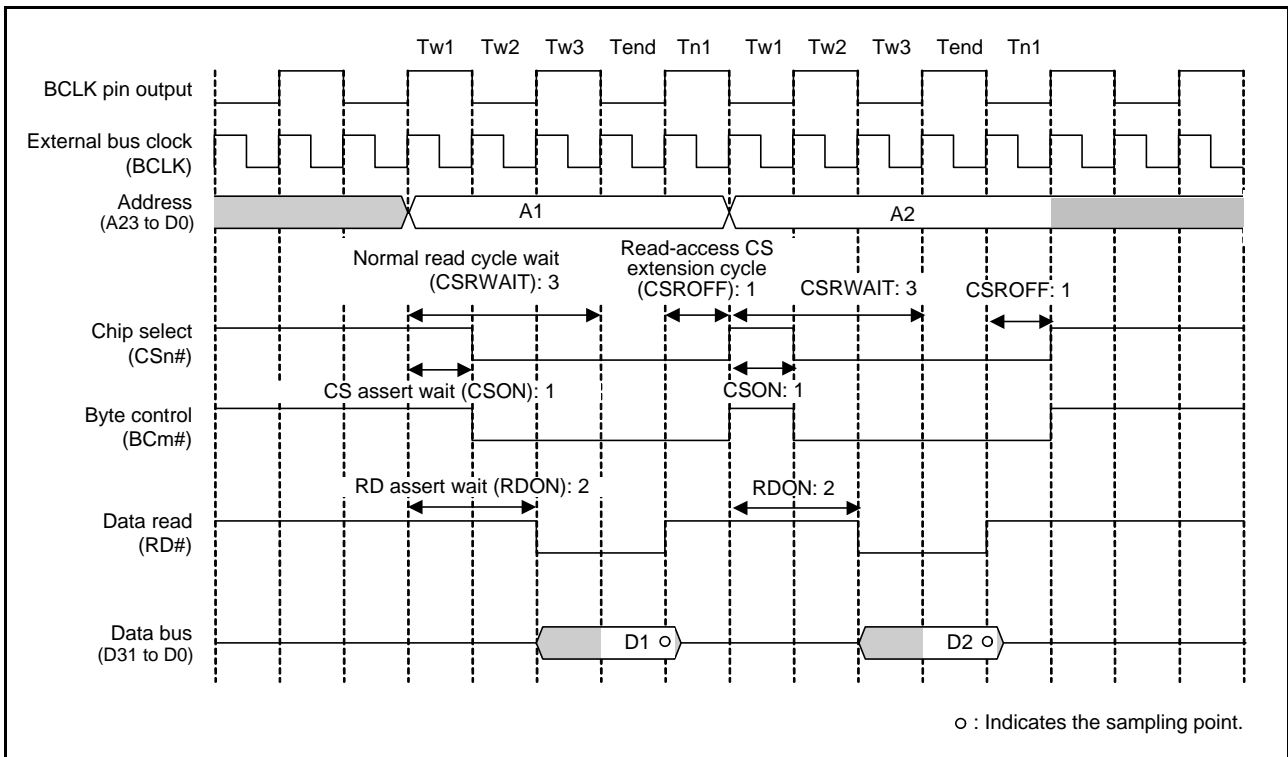 Tw1 Tw2 Tw3 Tend Tn1 Tw1 Tw2 Tw3 Tend Tn1
BCLK pin output
External bus clock
(BCLK)
Address
(A23 to D0)
A1
A2
Normal read cycle wait
(CSRWAIT): 3
Read-access CS
extension cycle
(CSROFF): 1
CSRWAIT: 3
CSROFF: 1
Chip select
(CSn#)
CS assert wait (CSON): 1
CSON: 1
Byte control
(BCm#)
RD assert wait (RDON): 2
RDON: 2
Data read
(RD#)
Data bus
(D31 to D0)
D1
D2
: Indicates the sampling point.